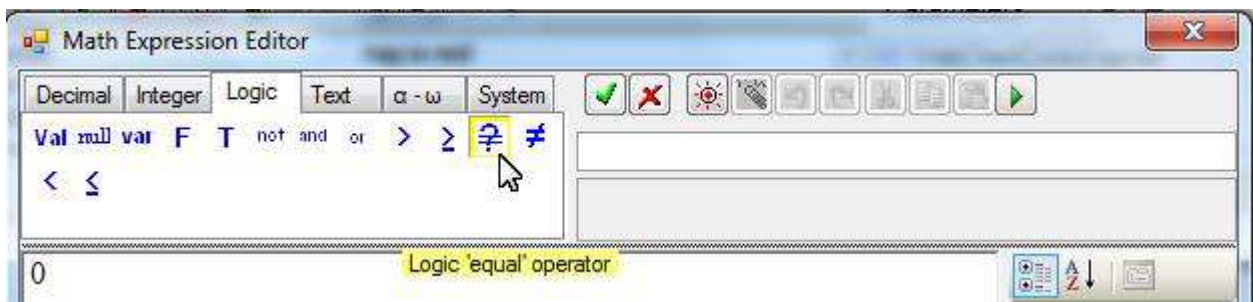 Math Expression Editor
Decimal Integer Logic Text α - ω System
Val null var F T not and or > ≥ ≠
< ≤
Logic 'equal' operator
0